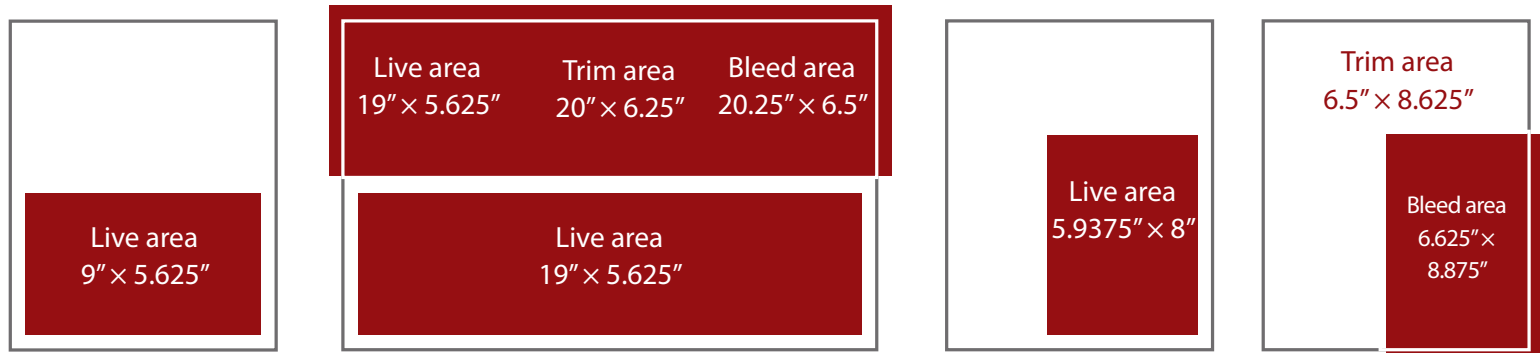 Live area
9″ × 5.625″
Live area
19″ × 5.625″
Trim area
20″ × 6.25″
Bleed area
20.25″ × 6.5″
Live area
19″ × 5.625″
Live area
5.9375″ × 8″
Trim area
6.5″ × 8.625″
Bleed area
6.625″ ×
8.875″